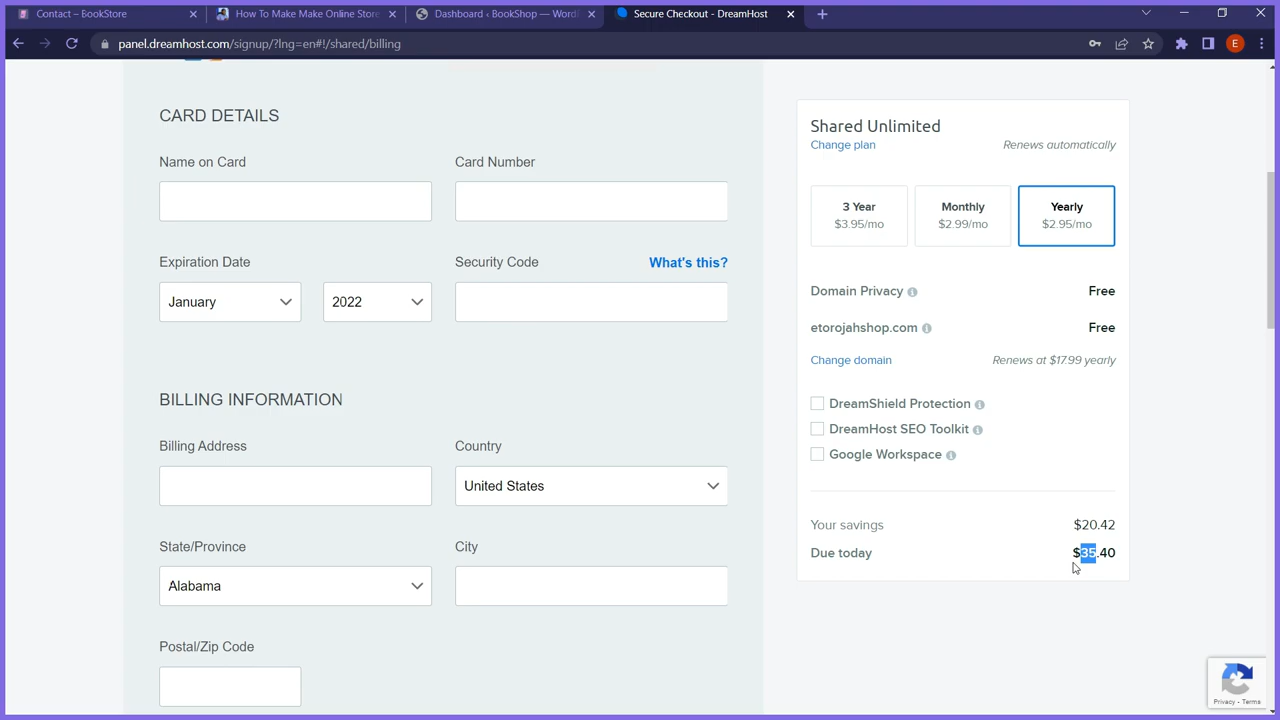 Contact – BookStore
How To Make Make Online Store
Dashboard ‹ BookShop — Word
Secure Checkout - DreamHost
panel.dreamhost.com/signup/?lng=en#!/shared/billing
E
CARD DETAILS
Name on Card
Card Number
Expiration Date
Security Code
What's this?
January
2022
BILLING INFORMATION
Billing Address
Country
United States
State/Province
City
Alabama
Postal/Zip Code
Shared Unlimited
Change plan
Renews automatically
3 Year
$3.95/mo
Monthly
$2.99/mo
Yearly
$2.95/mo
Domain Privacy
Free
etorojahshop.com
Free
Change domain
Renews at $17.99 yearly
DreamShield Protection
DreamHost SEO Toolkit
Google Workspace
Your savings
$20.42
Due today
$35.40
Privacy - Terms